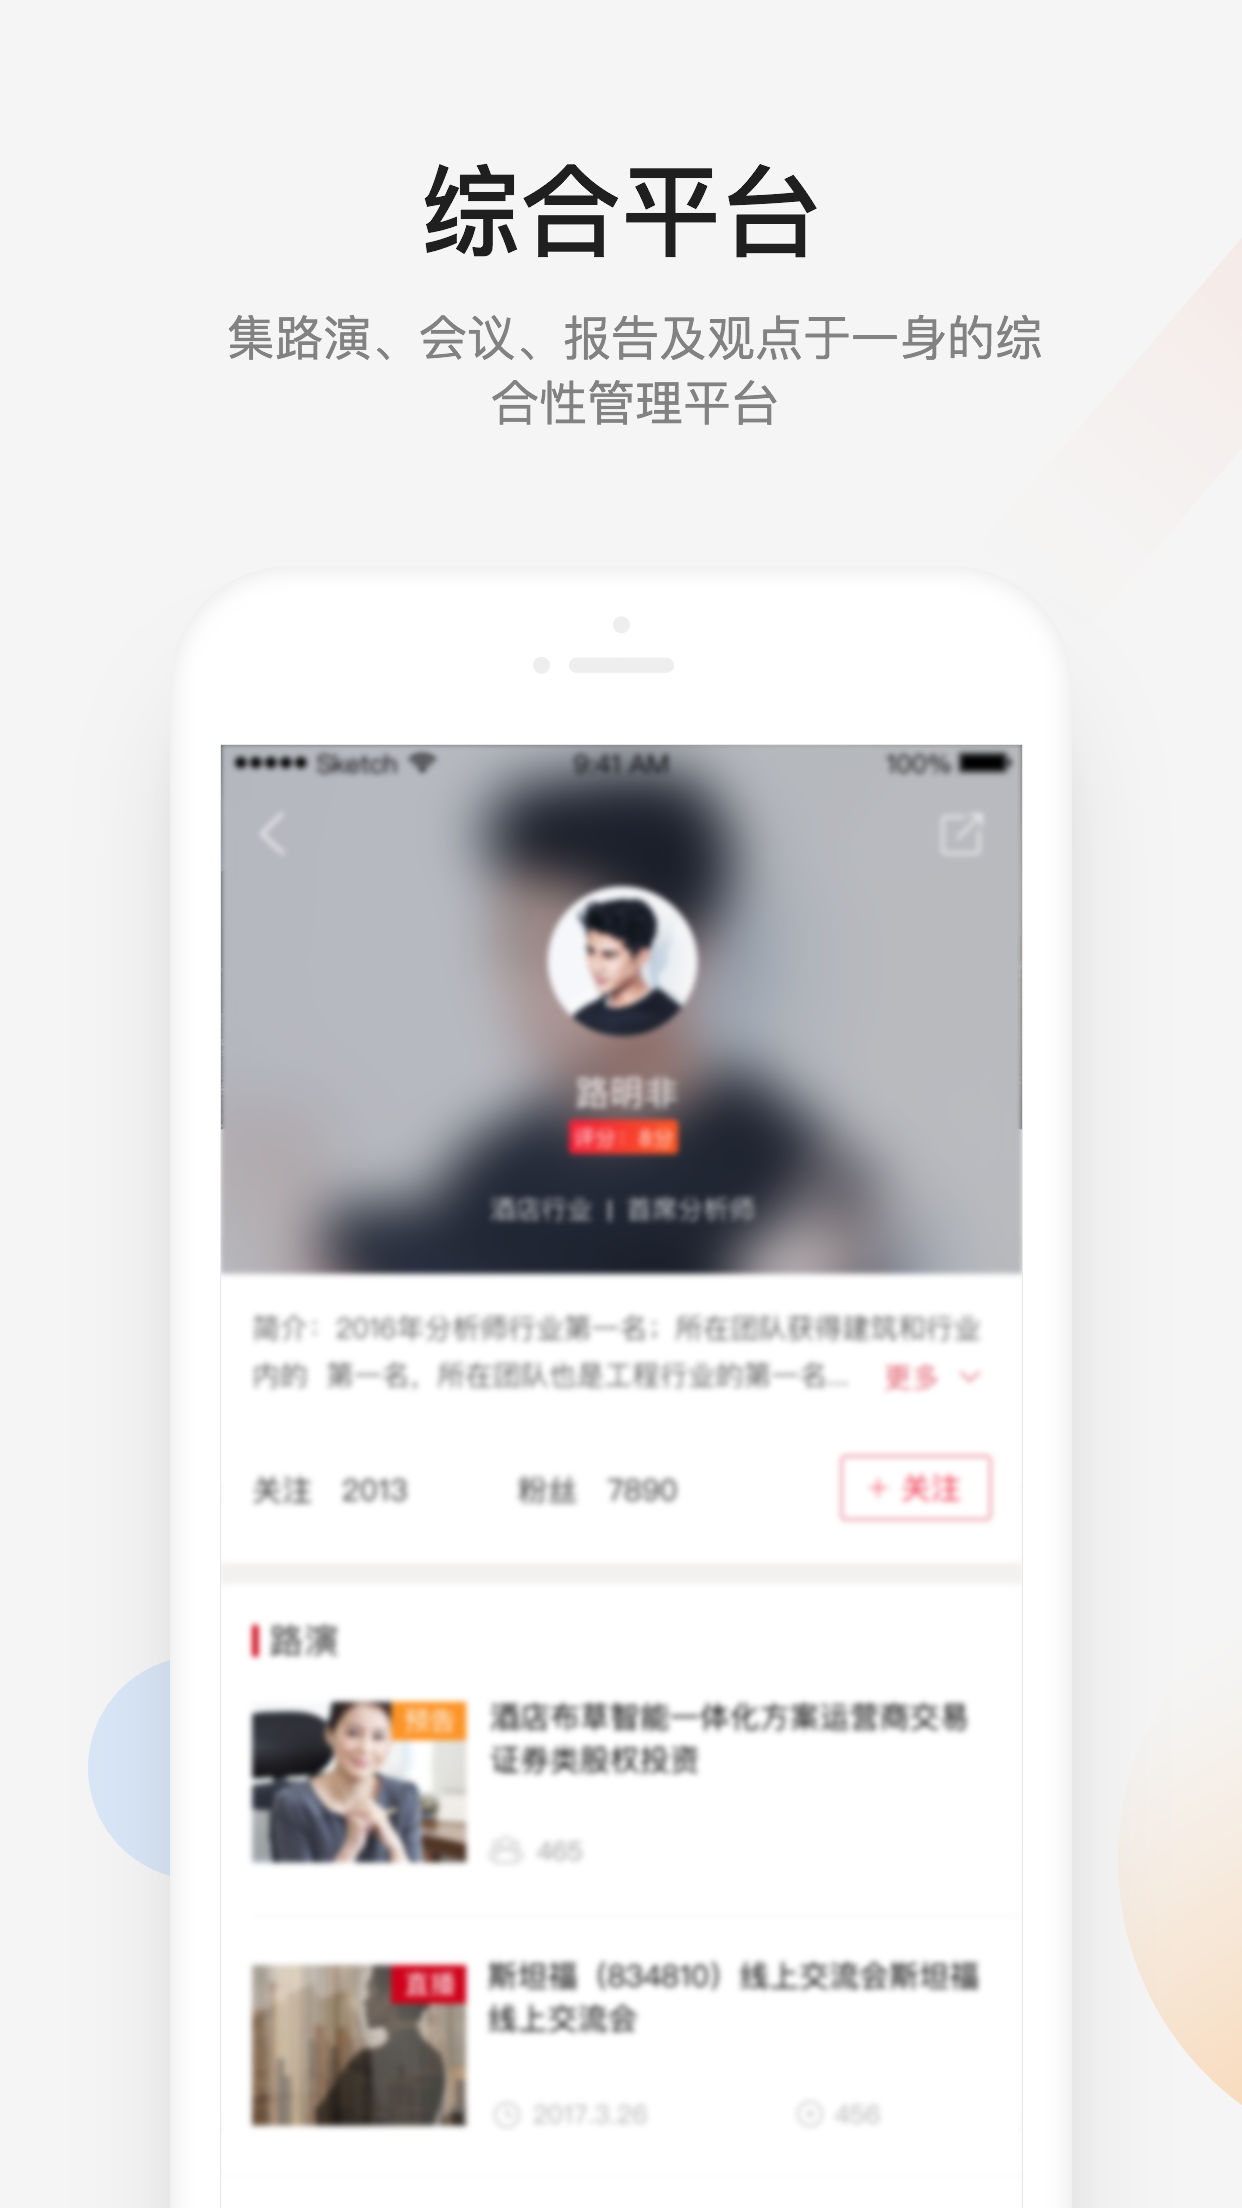 综合平台
集路演、会议、报告及观点于一身的综
合性管理平台
Sketch 9:41 AM 100%
路明非
评分：8分
酒店行业 | 首席分析师
简介：2016年分析师行业第一名；所在团队获得建筑和行业
内的 第一名，所在团队也是工程行业的第一名... 更多
关注 2013 粉丝 7890 + 关注
路演
预告
酒店布草智能一体化方案运营商交易
证券类股权投资
465
直播
斯坦福（834810）线上交流会斯坦福
线上交流会
2017.3.26 456